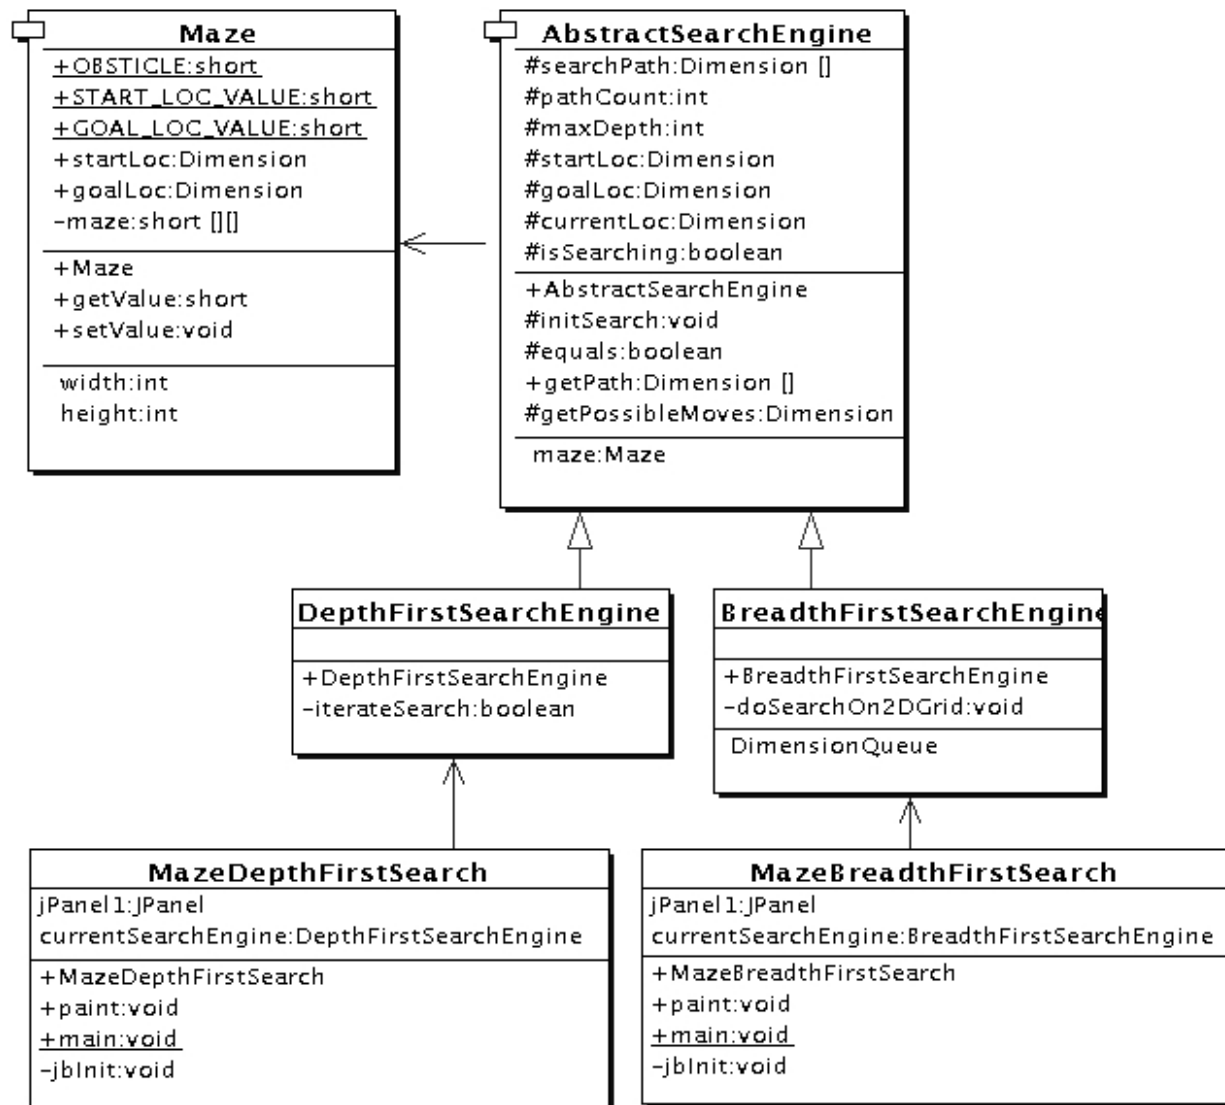 Maze
+OBSTICLE:short
+START_LOC_VALUE:short
+GOAL_LOC_VALUE:short
+startLoc:Dimension
+goalLoc:Dimension
-maze:short [][]
+Maze
+getValue:short
+setValue:void
width:int
height:int
AbstractSearchEngine
#searchPath:Dimension []
#pathCount:int
#maxDepth:int
#startLoc:Dimension
#goalLoc:Dimension
#currentLoc:Dimension
#isSearching:boolean
+AbstractSearchEngine
#initSearch:void
#equals:boolean
+getPath:Dimension []
#getPossibleMoves:Dimension
maze:Maze
DepthFirstSearchEngine
+DepthFirstSearchEngine
-iterateSearch:boolean
BreadthFirstSearchEngine
+BreadthFirstSearchEngine
-doSearchOn2DGrid:void
DimensionQueue
MazeDepthFirstSearch
jPanel1:JPanel
currentSearchEngine:DepthFirstSearchEngine
+MazeDepthFirstSearch
+paint:void
+main:void
-jbInit:void
MazeBreadthFirstSearch
jPanel1:JPanel
currentSearchEngine:BreadthFirstSearchEngine
+MazeBreadthFirstSearch
+paint:void
+main:void
-jbInit:void